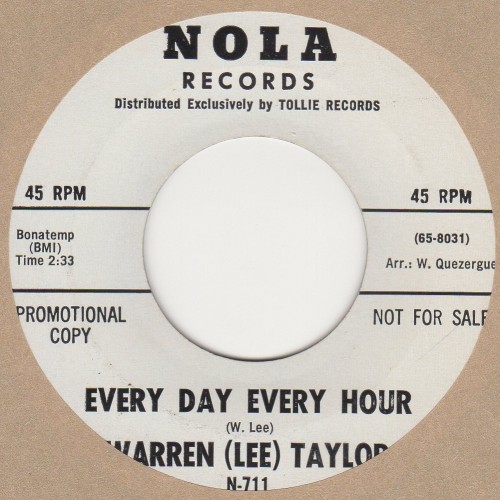 NOLA
RECORDS
Distributed Exclusively by TOLLIE RECORDS
45 RPM
45 RPM
Bonatemp
(BMI)
Time 2:33
(65-8031)
Arr.: W. Quezergue
PROMOTIONAL
COPY
NOT FOR SALE
EVERY DAY EVERY HOUR
(W. Lee)
WARREN (LEE) TAYLOR
N-711